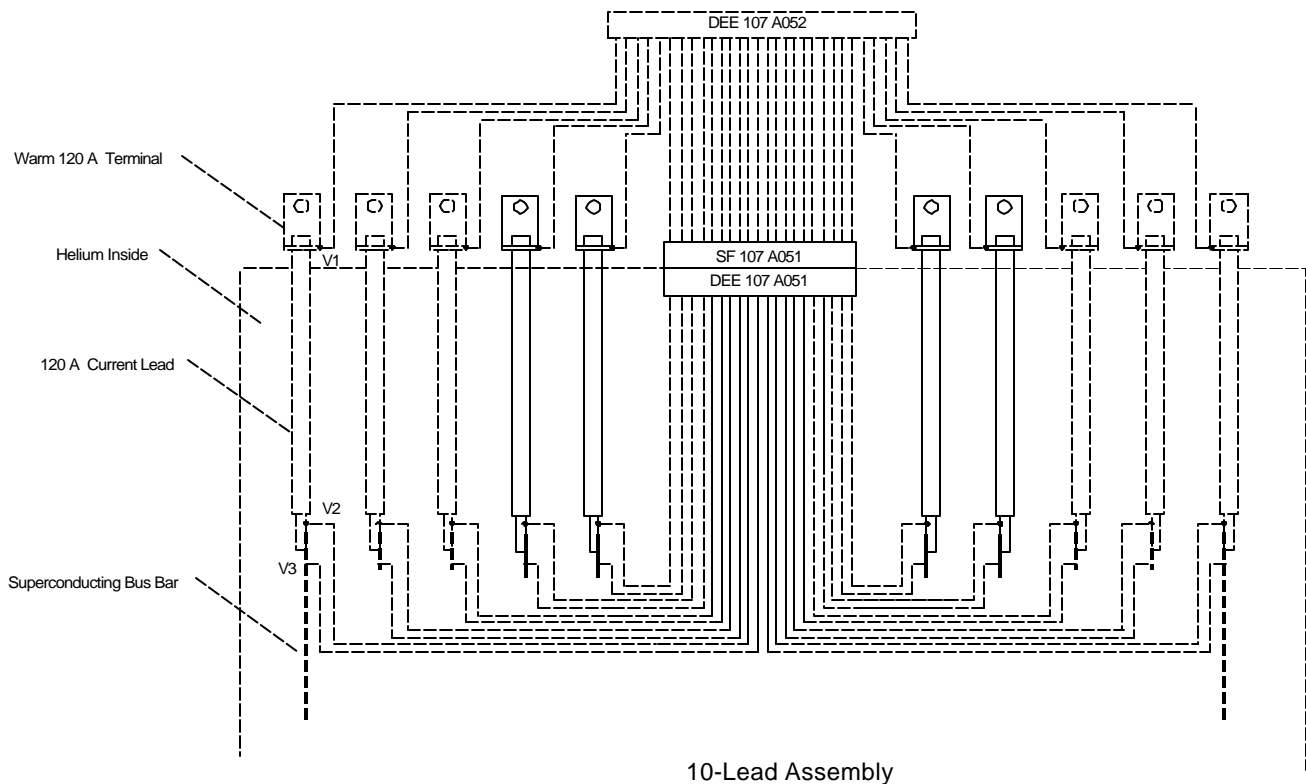 DEE 107 A052
Warm 120 A Terminal
Helium Inside
V1
SF 107 A051
DEE 107 A051
120 A Current Lead
V2
V3
Superconducting Bus Bar
10-Lead Assembly